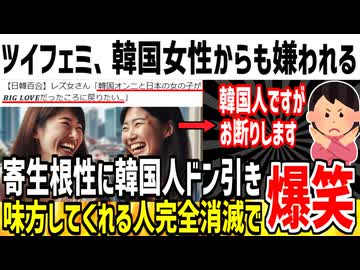 ツイフェミ、韓国女性からも嫌われる
【日韓百合】レズ女さん「韓国オンニと日本の女の子が
BIG LOVEだったころに戻りたい...」
韓国人ですが
お断りします
寄生根性に韓国人ドン引き
味方してくれる人完全消滅で
爆笑